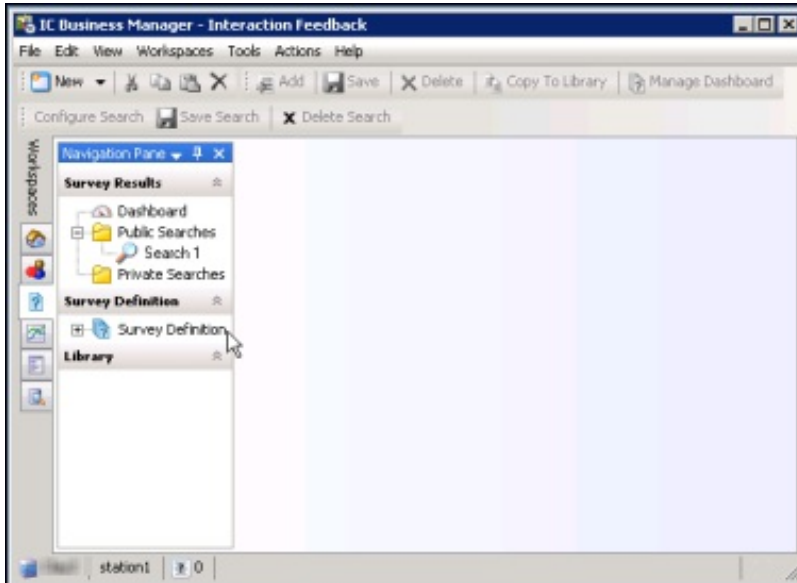 IC Business Manager - Interaction Feedback
File Edit View Workspaces Tools Actions Help
New Add Save Delete Copy To Library Manage Dashboard
Configure Search Save Search Delete Search
Workspaces
Navigation Pane
Survey Results
Dashboard
Public Searches
Search 1
Private Searches
Survey Definition
Survey Definition
Library
station1 0